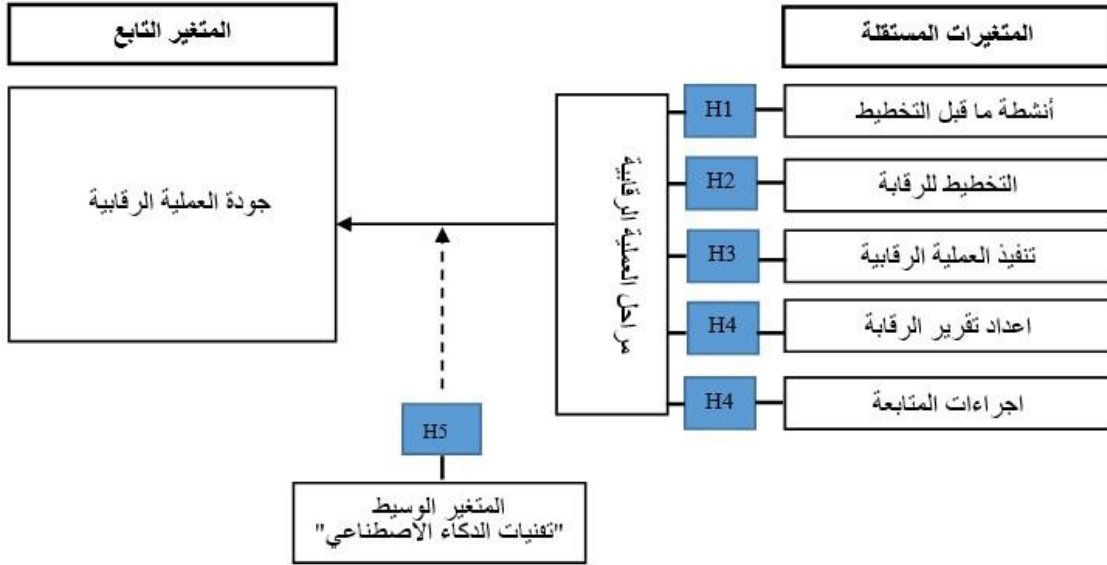 المتغيرات المستقلة
المتغير التابع
أنشطة ما قبل التخطيط
H1
التخطيط للرقابة
H2
تنفيذ العملية الرقابية
H3
اعداد تقرير الرقابة
H4
اجراءات المتابعة
H4
مراحل العملية الرقابية
جودة العملية الرقابية
H5
المتغير الوسيط
"تقنيات الذكاء الاصطناعي"